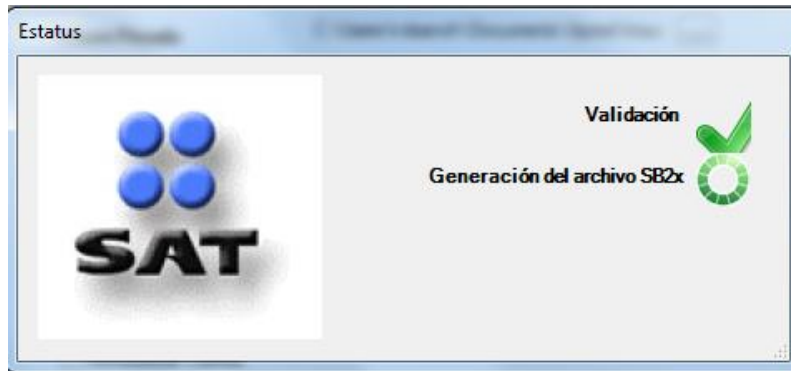 Estatus
Validación
Generación del archivo SB2x
SAT